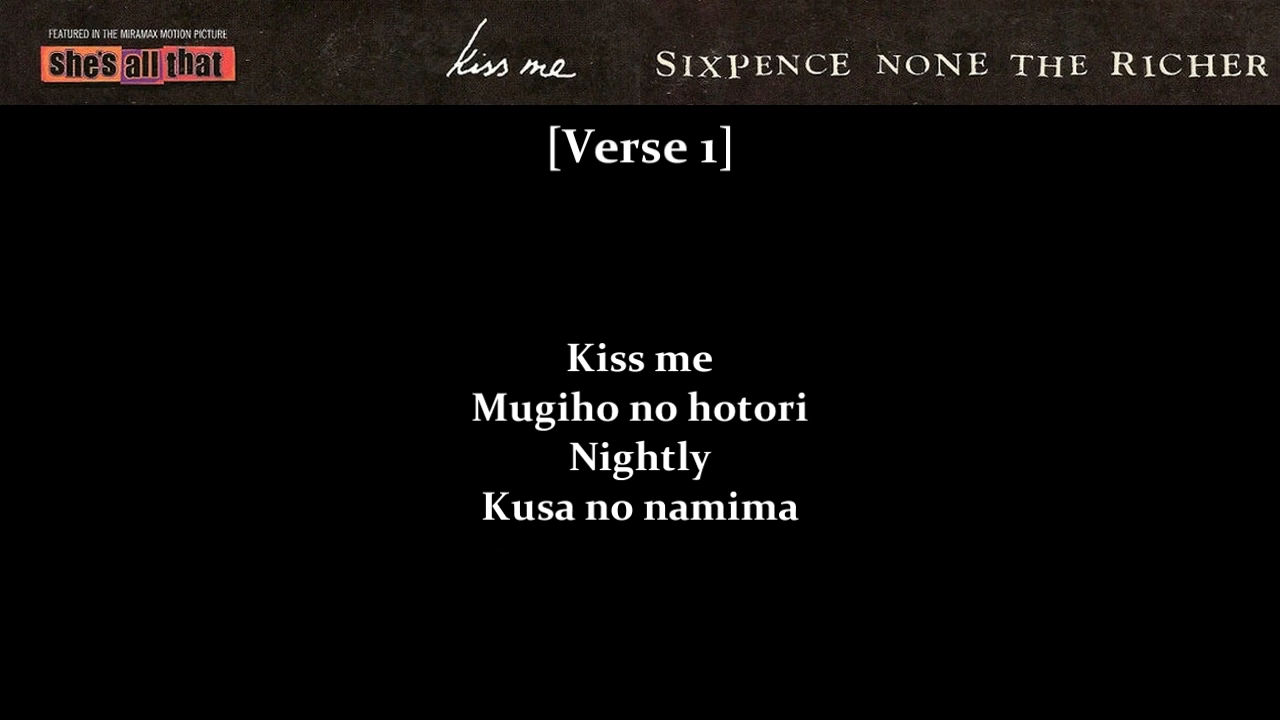 FEATURED IN THE MIRAMAX MOTION PICTURE
she's all that
kiss me
SIXPENCE NONE THE RICHER
[Verse 1]
Kiss me
Mugiho no hotori
Nightly
Kusa no namima